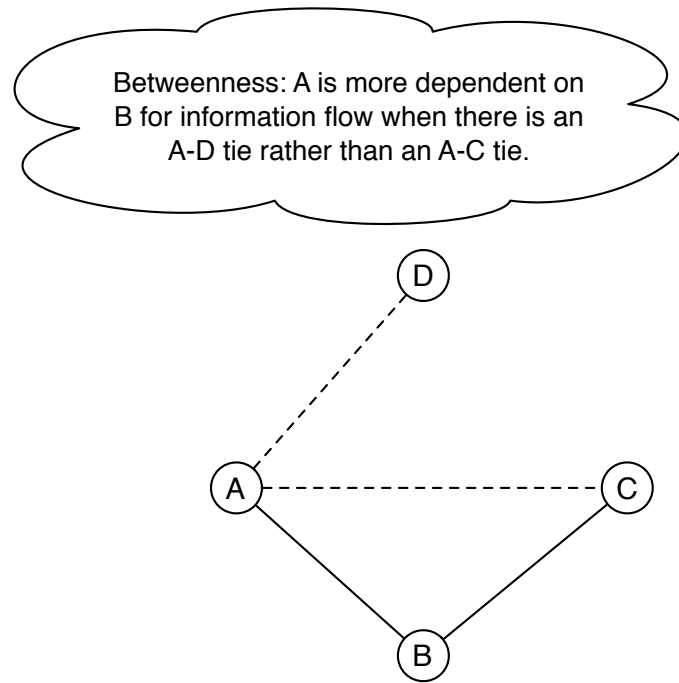 Betweenness: A is more dependent on
B for information flow when there is an
A-D tie rather than an A-C tie.
D
A
C
B